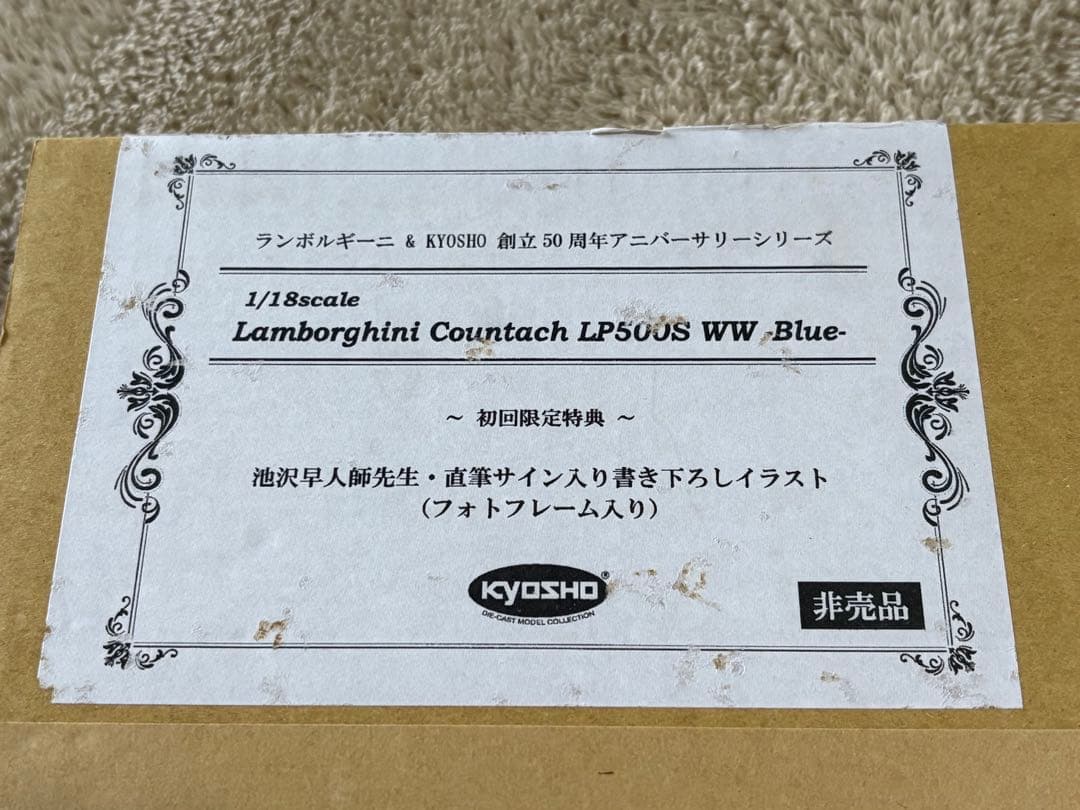 ランボルギーニ & KYOSHO 創立50周年アニバーサリーシリーズ
1/18scale
Lamborghini Countach LP500S WW -Blue-
～ 初回限定特典 ～
池沢早人師先生・直筆サイン入り書き下ろしイラスト
(フォトフレーム入り)
KYOSHO®
DIE-CAST MODEL COLLECTION
非売品